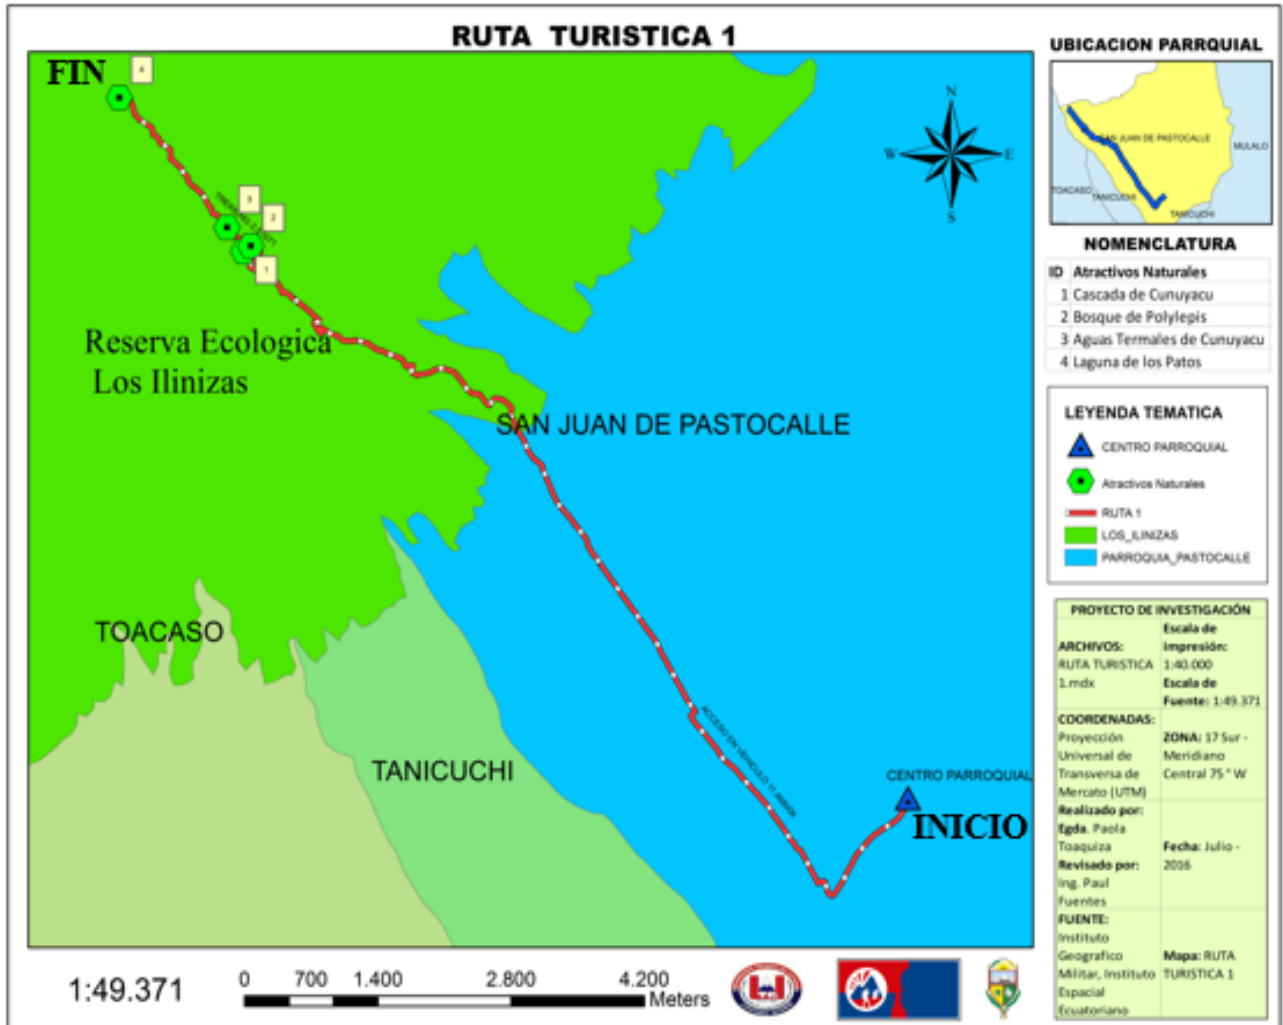 RUTA TURISTICA 1
FIN
4
3
2
1
N
W
E
S
Reserva Ecologica
Los Ilinizas
SAN JUAN DE PASTOCALLE
TOACASO
TANICUCHI
ACCESO EN VEHICULO
CENTRO PARROQUIAL
INICIO
1:49.371
0 700 1.400 2.800 4.200
Meters
UBICACION PARRQUIAL
SAN JUAN DE PASTOCALLE
MULALO
TOACASO
TANICUCHI
TANICUCHI
NOMENCLATURA
ID Atractivos Naturales
1 Cascada de Cunuyacu
2 Bosque de Polylepis
3 Aguas Termales de Cunuyacu
4 Laguna de los Patos
LEYENDA TEMATICA
CENTRO PARROQUIAL
Atractivos Naturales
RUTA 1
LOS_ILINIZAS
PARROQUIA_PASTOCALLE
PROYECTO DE INVESTIGACIÓN
ARCHIVOS:
RUTA TURISTICA
1.mdx
Escala de
impresión:
1:40.000
Escala de
Fuente: 1:49.371
COORDENADAS:
Proyección
Universal de
Transversa de
Mercato (UTM)
ZONA: 17 Sur -
Meridiano
Central 75 ° W
Realizado por:
Egda. Paola
Toaquiza
Revisado por:
Ing. Paul
Fuentes
Fecha: Julio -
2016
FUENTE:
Instituto
Geografico
Militar, Instituto
Espacial
Ecuatoriano
Mapa: RUTA
TURISTICA 1